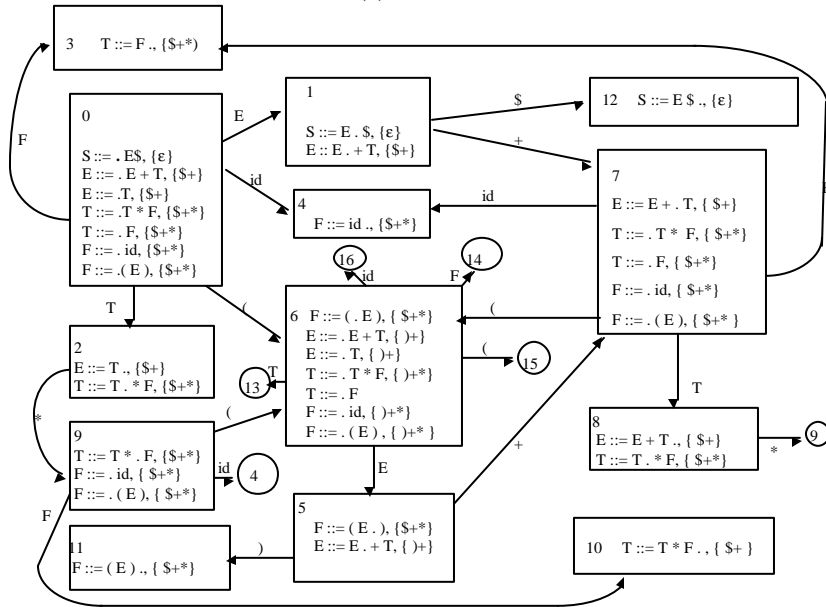 3 T ::= F ., {$+*)
0
S ::= . E$, {ε}
E ::= . E + T, {$+}
E ::= .T, {$+}
T ::= .T * F, {$+*}
T ::= . F, {$+*}
F ::= . id, {$+*}
F ::= .( E ), {$+*}
F
E
id
T
(
1
S ::= E . $, {ε}
E :: E . + T, {$+}
$
+
12 S ::= E $ ., {ε}
4
F ::= id ., {$+*}
id
7
E ::= E + . T, { $+}
T ::= . T * F, {$+*}
T ::= . F, {$+*}
F ::= . id, { $+*}
F ::= . ( E ), {$+* }
(
T
16
id
F
14
6 F ::= ( . E ), { $+*}
E ::= . E + T, { )+}
E ::= . T, { )+}
T ::= . T * F, { )+*}
T ::= . F
F ::= . id, { )+*}
F ::= . ( E ) , { )+* }
T
13
(
15
E
2
E ::= T ., {$+}
T ::= T . * F, {$+*}
*
9
T ::= T * . F, {$+*}
F ::= . id, { $+*}
F ::= . ( E ), { $+*}
(
id
4
F
8
E ::= E + T ., { $+}
T ::= T . * F, {$+*}
*
9
5
F ::= ( E . ), {$+*}
E ::= E . + T, { )+}
+
)
11
F ::= ( E ) ., { $+*}
10 T ::= T * F . , { $+ }